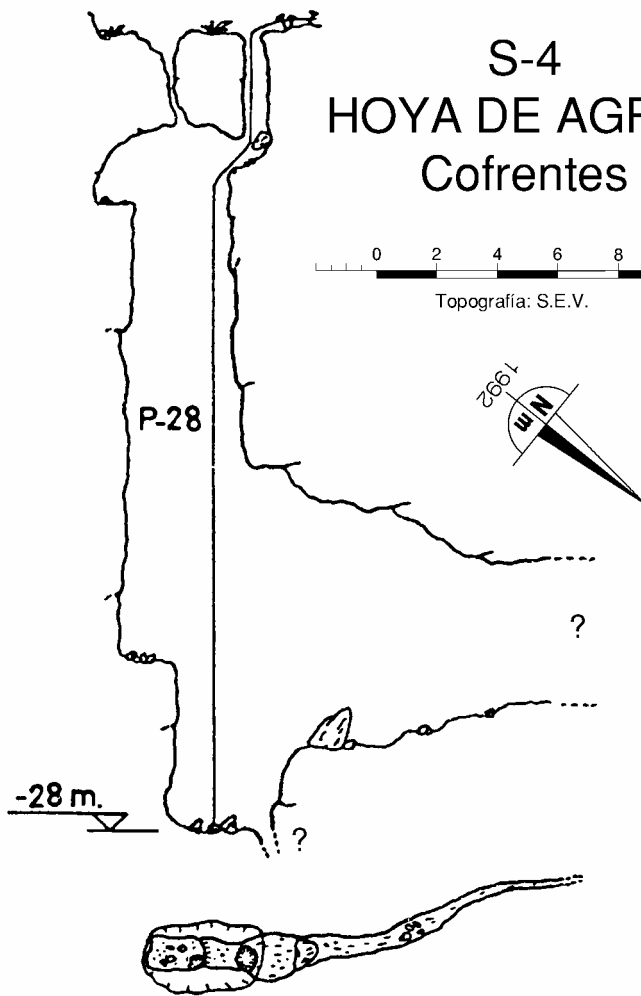 S-4
HOYA DE AGR
Cofrentes
0 2 4 6 8
Topografía: S.E.V.
1992
N m
P-28
?
-28 m.
?